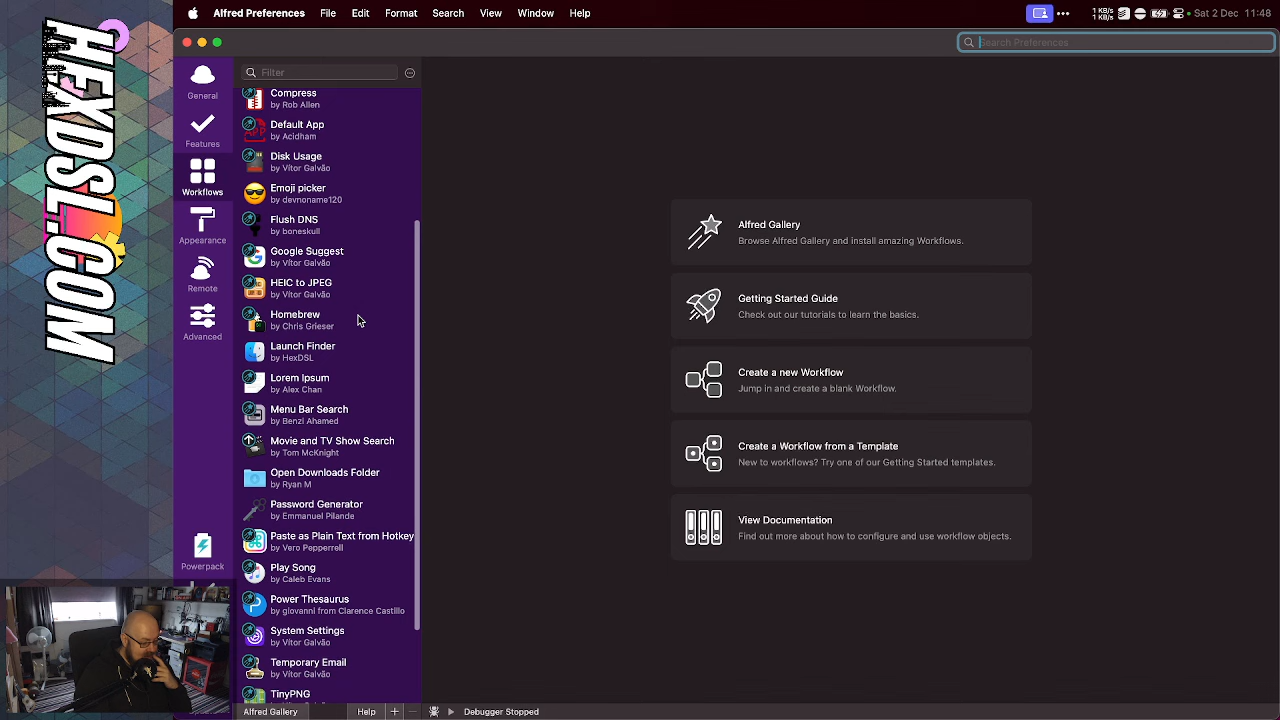 HEXDSL.COM
Alfred Preferences File Edit Format Search View Window Help
1 KB/s
1 KB/s
Sat 2 Dec 11:48
Search Preferences
General
Features
Workflows
Appearance
Remote
Advanced
Powerpack
Filter
Compress
by Rob Allen
Default App
by Acidham
Disk Usage
by Vítor Galvão
Emoji picker
by devnoname120
Flush DNS
by boneskull
Google Suggest
by Vítor Galvão
HEIC to JPEG
by Vítor Galvão
Homebrew
by Chris Grieser
Launch Finder
by HexDSL
Lorem Ipsum
by Alex Chan
Menu Bar Search
by Benzi Ahamed
Movie and TV Show Search
by Tom McKnight
Open Downloads Folder
by Ryan M
Password Generator
by Emmanuel Pilande
Paste as Plain Text from Hotkey
by Vero Pepperrell
Play Song
by Caleb Evans
Power Thesaurus
by giovanni from Clarence Castillo
System Settings
by Vítor Galvão
Temporary Email
by Vítor Galvão
TinyPNG
Alfred Gallery
Browse Alfred Gallery and install amazing Workflows.
Getting Started Guide
Check out our tutorials to learn the basics.
Create a new Workflow
Jump in and create a blank Workflow.
Create a Workflow from a Template
New to workflows? Try one of our Getting Started templates.
View Documentation
Find out more about how to configure and use workflow objects.
Alfred Gallery Help + − Debugger Stopped